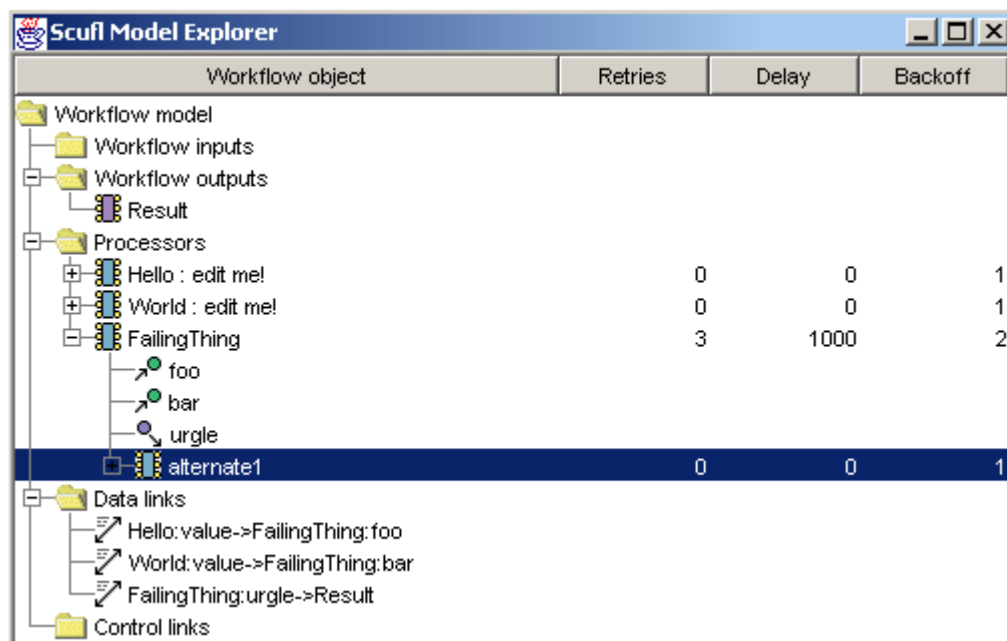 Scufl Model Explorer
Workflow object Retries Delay Backoff
Workflow model
Workflow inputs
Workflow outputs
Result
Processors
Hello : edit me! 0 0 1
World : edit me! 0 0 1
FailingThing 3 1000 2
foo
bar
urgle
alternate1 0 0 1
Data links
Hello:value->FailingThing:foo
World:value->FailingThing:bar
FailingThing:urgle->Result
Control links